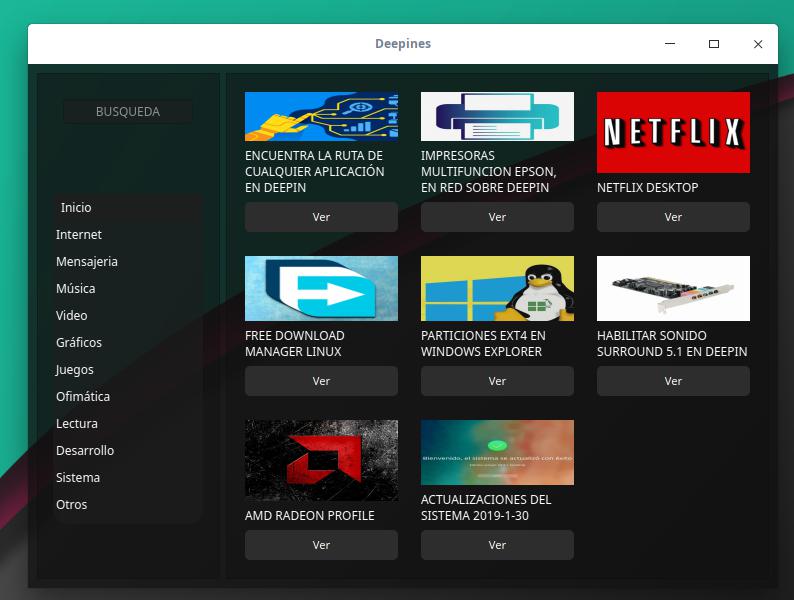 Deepines
BUSQUEDA
Inicio
Internet
Mensajeria
Música
Video
Gráficos
Juegos
Ofimática
Lectura
Desarrollo
Sistema
Otros
ENCUENTRA LA RUTA DE
CUALQUIER APLICACIÓN
EN DEEPIN
Ver
IMPRESORAS
MULTIFUNCION EPSON,
EN RED SOBRE DEEPIN
Ver
NETFLIX
NETFLIX DESKTOP
Ver
FREE DOWNLOAD
MANAGER LINUX
Ver
PARTICIONES EXT4 EN
WINDOWS EXPLORER
Ver
HABILITAR SONIDO
SURROUND 5.1 EN DEEPIN
Ver
AMD RADEON PROFILE
Ver
Bienvenido, el sistema se actualizó con éxito
ACTUALIZACIONES DEL
SISTEMA 2019-1-30
Ver